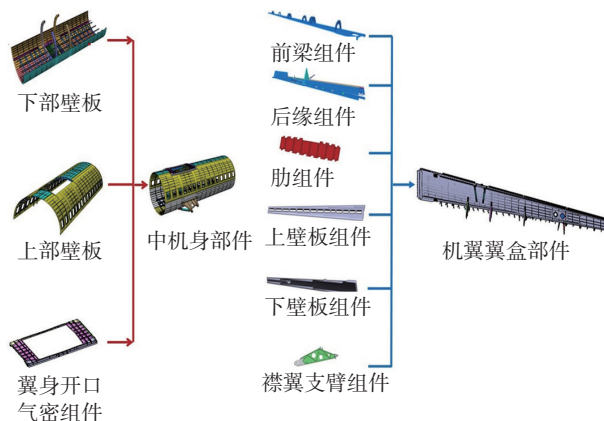 下部壁板
上部壁板
翼身开口
气密组件
中机身部件
前梁组件
后缘组件
肋组件
上壁板组件
下壁板组件
襟翼支臂组件
机翼翼盒部件